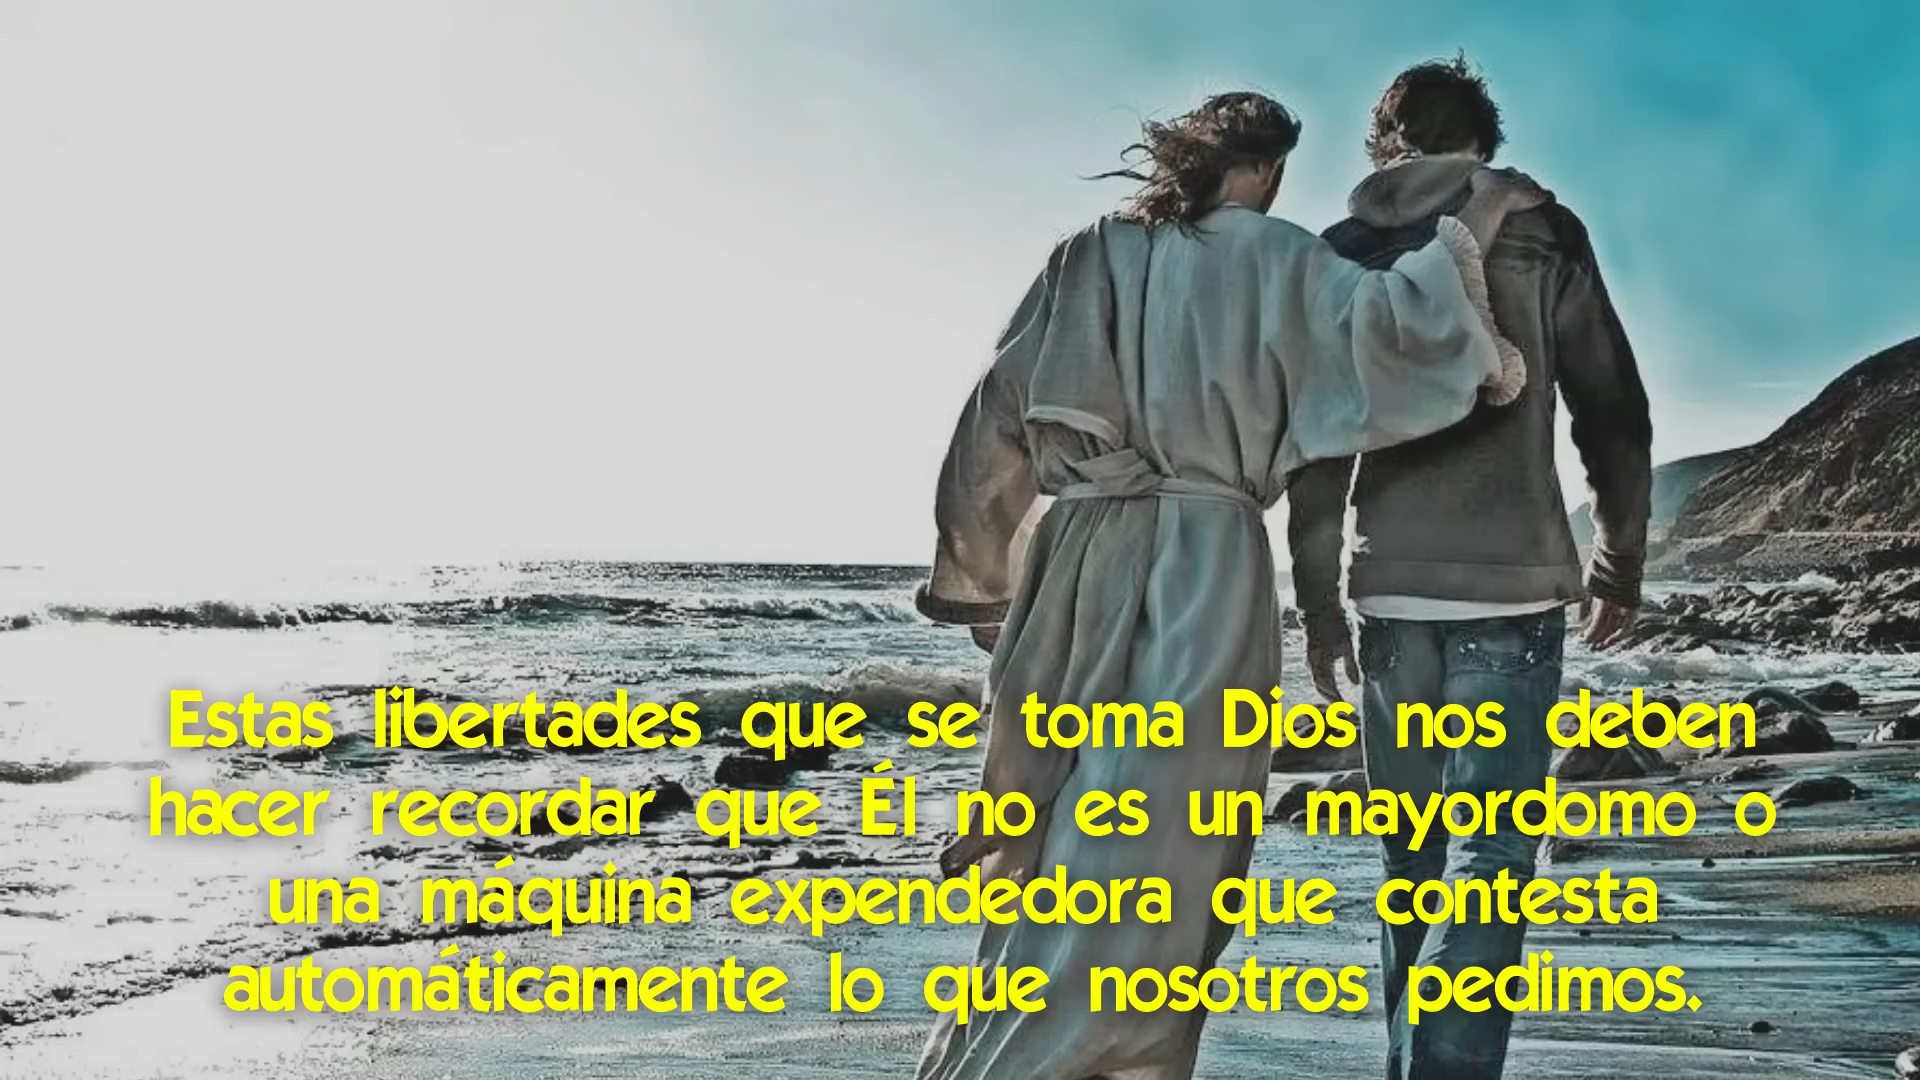 Estas libertades que se toma Dios nos deben
hacer recordar que Él no es un mayordomo o
una máquina expendedora que contesta
automáticamente lo que nosotros pedimos.